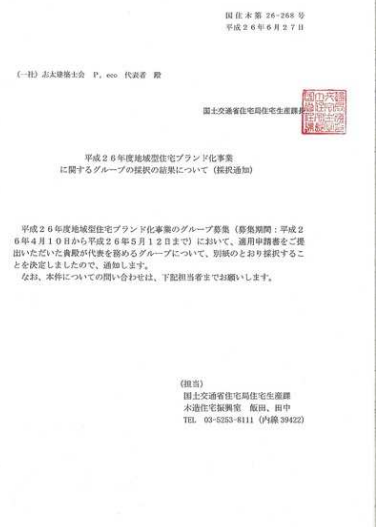 国住木第26-268号
平成26年6月27日
(一社)志太建築士会 P．eco 代表者 殿
国土交通省住宅局住宅生産課長
平成26年度地域型住宅ブランド化事業
に関するグループの採択の結果について（採択通知）
平成26年度地域型住宅ブランド化事業のグループ募集（募集期間：平成2
6年4月10日から平成26年5月12日まで）において、適用申請書をご提
出いただいた貴殿が代表を務めるグループについて、別紙のとおり採択するこ
とを決定しましたので、通知します。
なお、本件についての問い合わせは、下記担当者までお願いします。
(担当)
国土交通省住宅局住宅生産課
木造住宅振興室 飯田、田中
TEL 03-5253-8111 (内線 39422)